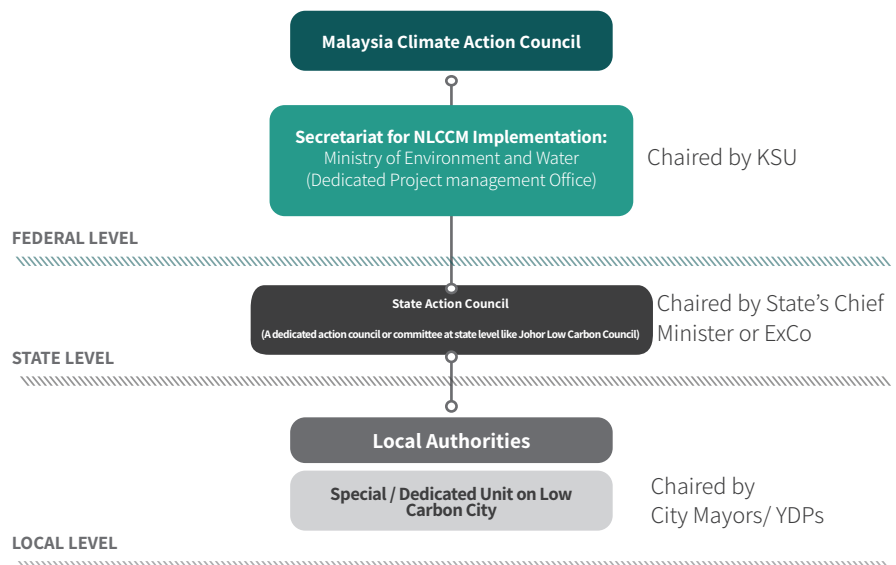 Malaysia Climate Action Council
Secretariat for NLCCM Implementation:
Ministry of Environment and Water
(Dedicated Project management Office)
Chaired by KSU
FEDERAL LEVEL
State Action Council
(A dedicated action council or committee at state level like Johor Low Carbon Council)
Chaired by State’s Chief
Minister or ExCo
STATE LEVEL
Local Authorities
Special / Dedicated Unit on Low
Carbon City
Chaired by
City Mayors/ YDPs
LOCAL LEVEL